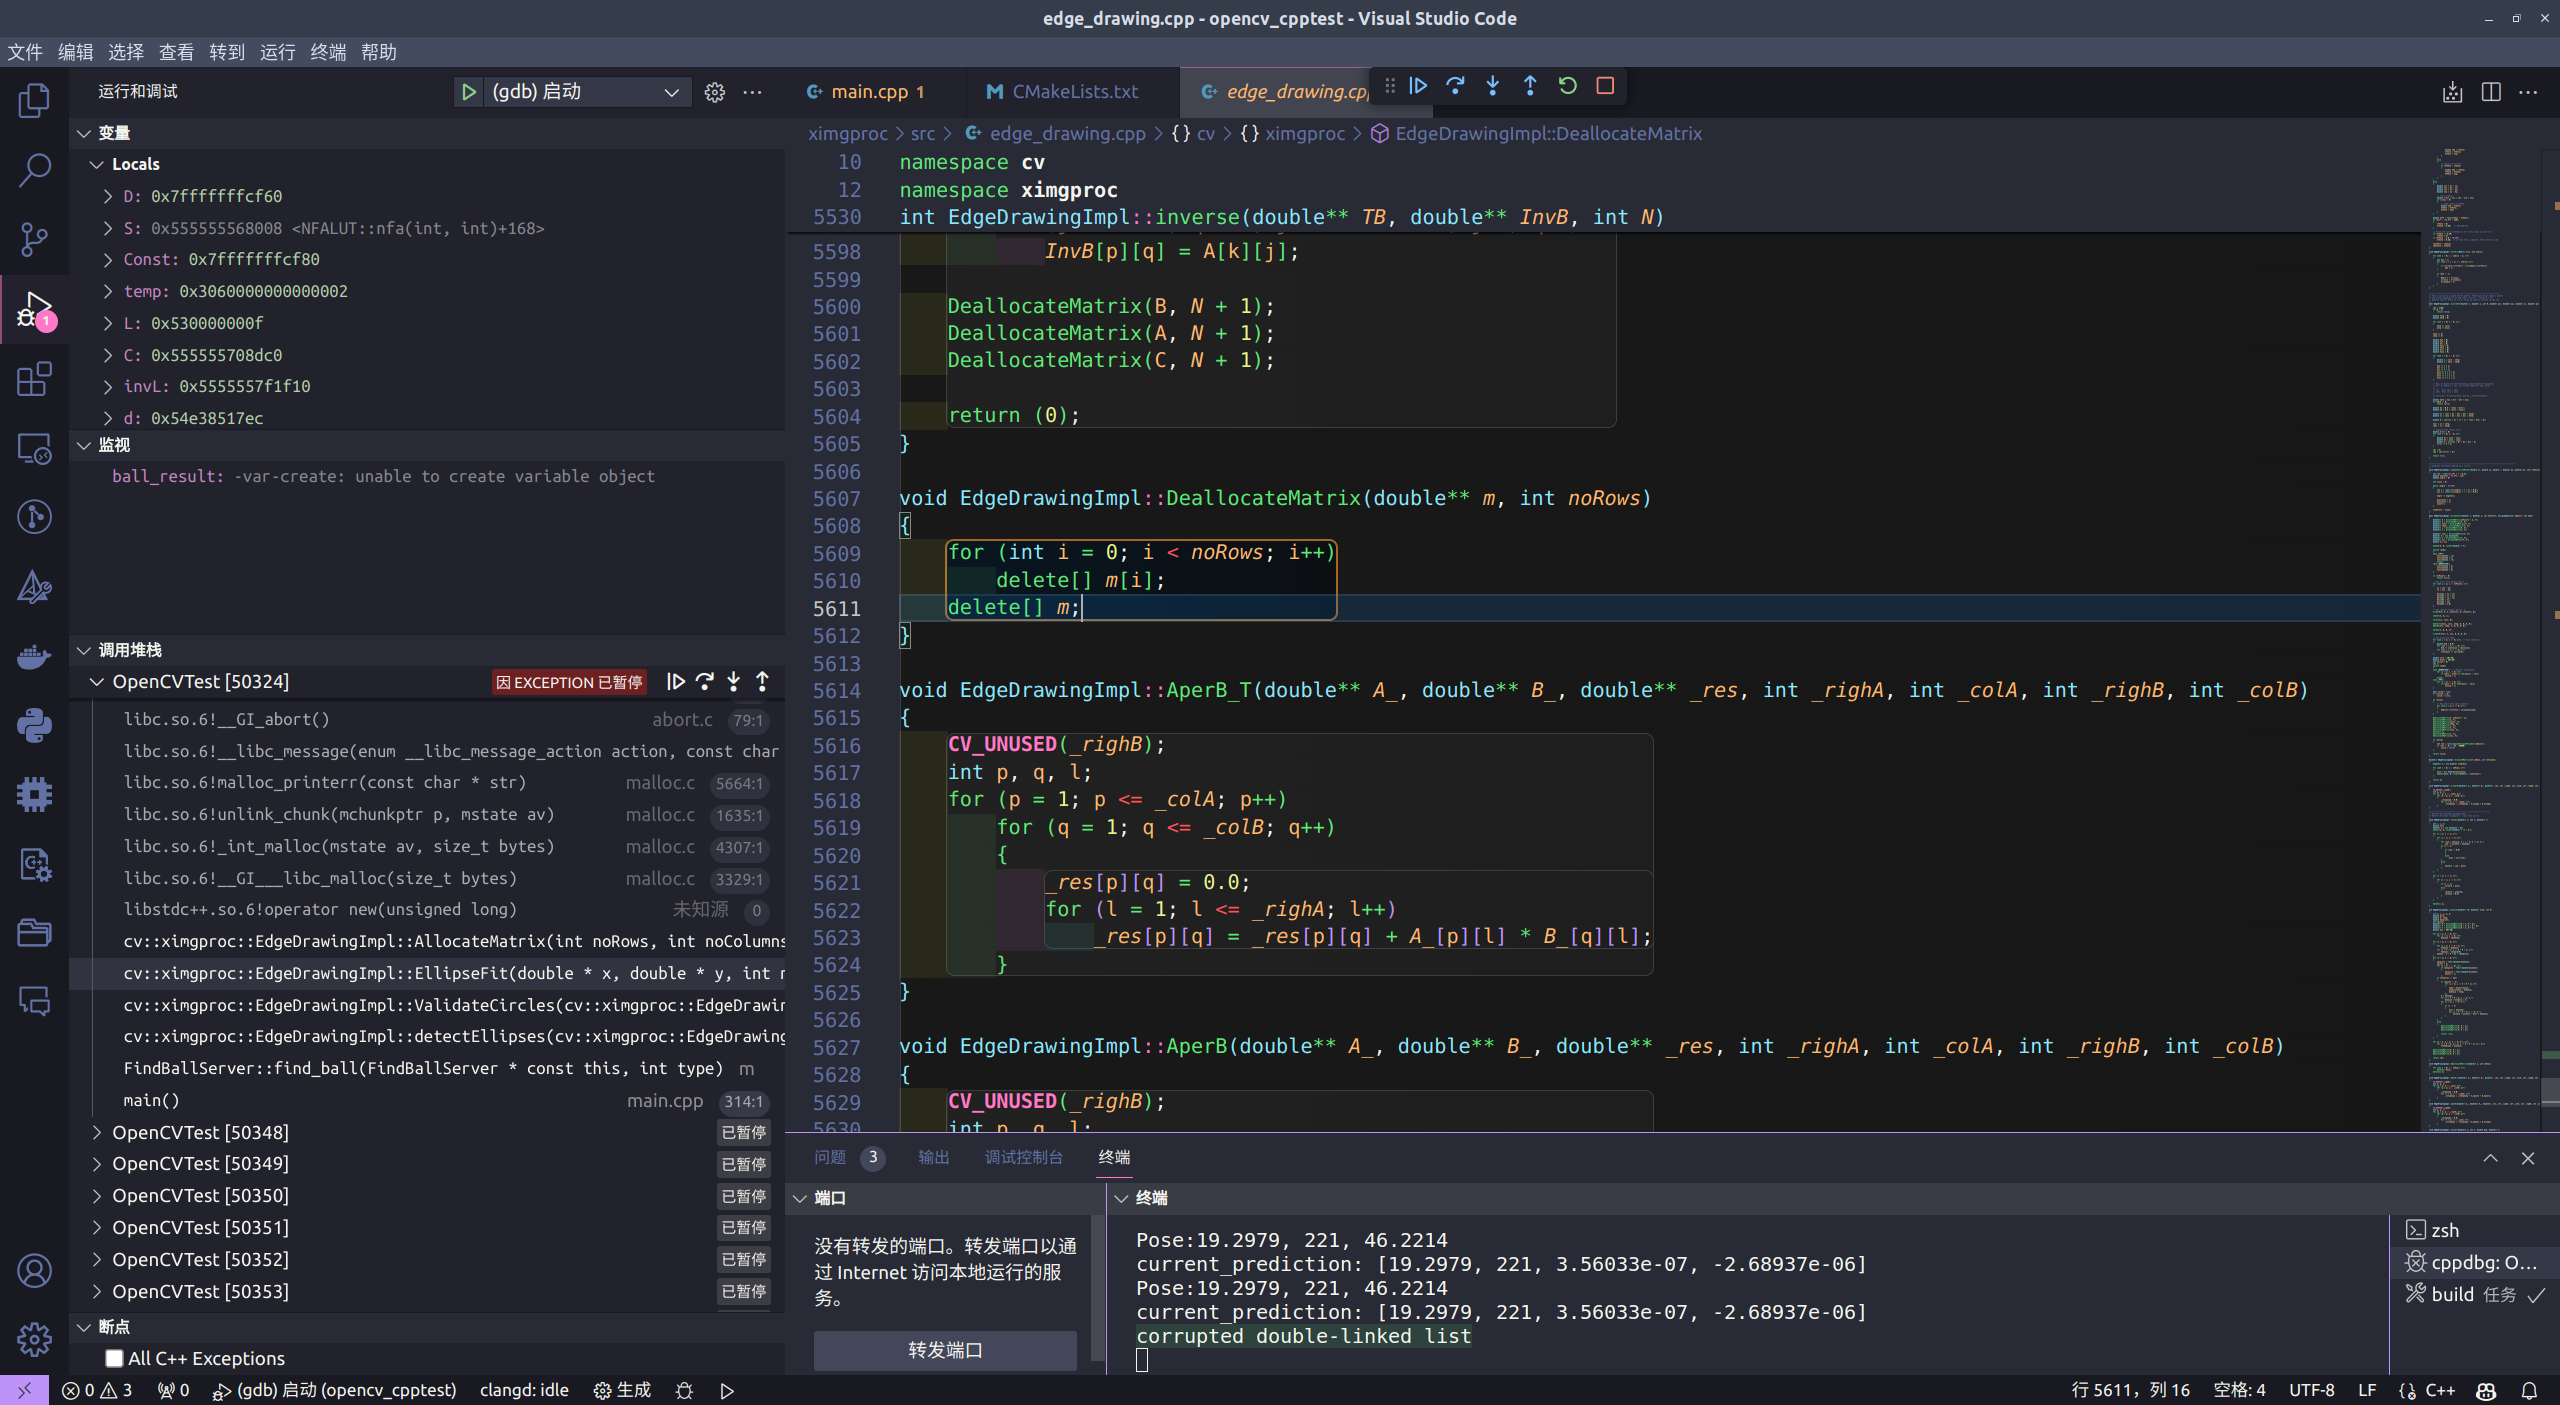 edge_drawing.cpp - opencv_cpptest - Visual Studio Code
文件 编辑 选择 查看 转到 运行 终端 帮助
运行和调试
(gdb) 启动
变量
Locals
D: 0x7fffffffcf60
S: 0x555555568008 <NFALUT::nfa(int, int)+168>
Const: 0x7fffffffcf80
temp: 0x3060000000000002
L: 0x530000000f
C: 0x555555708dc0
invL: 0x5555557f1f10
d: 0x54e38517ec
监视
ball_result: -var-create: unable to create variable object
调用堆栈
OpenCVTest [50324] 因 EXCEPTION 已暂停
libc.so.6!__GI_abort() abort.c 79:1
libc.so.6!__libc_message(enum __libc_message_action action, const char
libc.so.6!malloc_printerr(const char * str) malloc.c 5664:1
libc.so.6!unlink_chunk(mchunkptr p, mstate av) malloc.c 1635:1
libc.so.6!_int_malloc(mstate av, size_t bytes) malloc.c 4307:1
libc.so.6!__GI___libc_malloc(size_t bytes) malloc.c 3329:1
libstdc++.so.6!operator new(unsigned long) 未知源 0
cv::ximgproc::EdgeDrawingImpl::AllocateMatrix(int noRows, int noColumns
cv::ximgproc::EdgeDrawingImpl::EllipseFit(double * x, double * y, int
cv::ximgproc::EdgeDrawingImpl::ValidateCircles(cv::ximgproc::EdgeDrawin
cv::ximgproc::EdgeDrawingImpl::detectEllipses(cv::ximgproc::EdgeDrawing
FindBallServer::find_ball(FindBallServer * const this, int type) m
main() main.cpp 314:1
OpenCVTest [50348] 已暂停
OpenCVTest [50349] 已暂停
OpenCVTest [50350] 已暂停
OpenCVTest [50351] 已暂停
OpenCVTest [50352] 已暂停
OpenCVTest [50353] 已暂停
断点
All C++ Exceptions
1
main.cpp 1
CMakeLists.txt
edge_drawing.cpp
ximgproc > src > edge_drawing.cpp > {} cv > {} ximgproc > EdgeDrawingImpl::DeallocateMatrix
10 namespace cv
12 namespace ximgproc
5530 int EdgeDrawingImpl::inverse(double** TB, double** InvB, int N)
5598 InvB[p][q] = A[k][j];
5599
5600 DeallocateMatrix(B, N + 1);
5601 DeallocateMatrix(A, N + 1);
5602 DeallocateMatrix(C, N + 1);
5603
5604 return (0);
5605 }
5606
5607 void EdgeDrawingImpl::DeallocateMatrix(double** m, int noRows)
5608 {
5609 for (int i = 0; i < noRows; i++)
5610 delete[] m[i];
5611 delete[] m;
5612 }
5613
5614 void EdgeDrawingImpl::AperB_T(double** A_, double** B_, double** _res, int _righA, int _colA, int _righB, int _colB)
5615 {
5616 CV_UNUSED(_righB);
5617 int p, q, l;
5618 for (p = 1; p <= _colA; p++)
5619 for (q = 1; q <= _colB; q++)
5620 {
5621 _res[p][q] = 0.0;
5622 for (l = 1; l <= _righA; l++)
5623 _res[p][q] = _res[p][q] + A_[p][l] * B_[q][l];
5624 }
5625 }
5626
5627 void EdgeDrawingImpl::AperB(double** A_, double** B_, double** _res, int _righA, int _colA, int _righB, int _colB)
5628 {
5629 CV_UNUSED(_righB);
5630 int p, q, l;
问题 3 输出 调试控制台 终端
端口
没有转发的端口。转发端口以通
过 Internet 访问本地运行的服
务。
转发端口
终端
Pose:19.2979, 221, 46.2214
current_prediction: [19.2979, 221, 3.56033e-07, -2.68937e-06]
Pose:19.2979, 221, 46.2214
current_prediction: [19.2979, 221, 3.56033e-07, -2.68937e-06]
corrupted double-linked list
zsh
cppdbg: O...
build 任务
0 3 0 (gdb) 启动 (opencv_cpptest) clangd: idle 生成
行 5611，列 16 空格: 4 UTF-8 LF C++